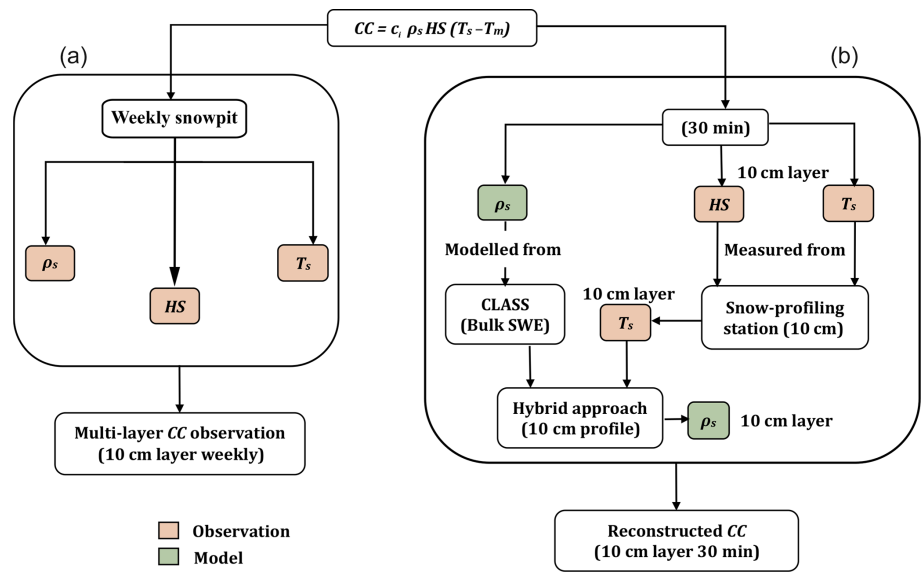 CC = cᵢ ρₛ HS (Tₛ – Tₘ)
(a)
Weekly snowpit
ρₛ
HS
Tₛ
Multi-layer CC observation
(10 cm layer weekly)
Observation
Model
(b)
(30 min)
10 cm layer
ρₛ
HS
Tₛ
Modelled from
Measured from
CLASS
(Bulk SWE)
10 cm layer
Tₛ
Snow-profiling
station (10 cm)
Hybrid approach
(10 cm profile)
ρₛ
10 cm layer
Reconstructed CC
(10 cm layer 30 min)